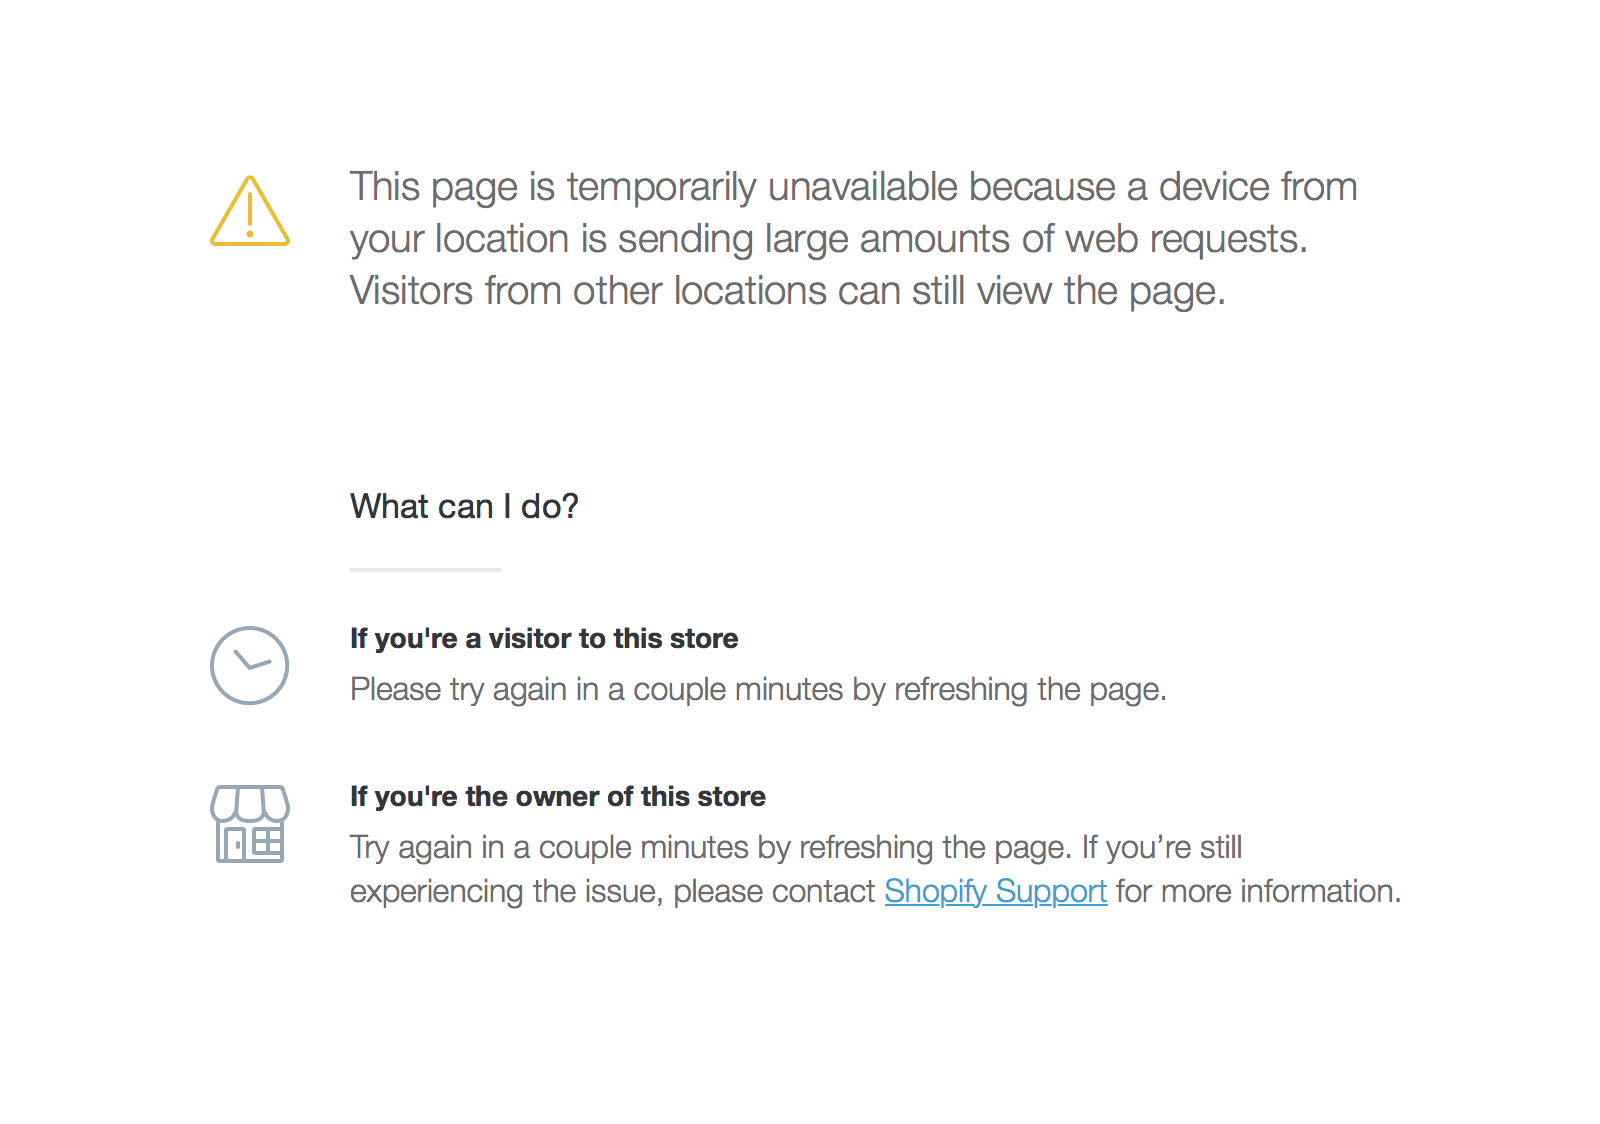 This page is temporarily unavailable because a device from
your location is sending large amounts of web requests.
Visitors from other locations can still view the page.
What can I do?
If you're a visitor to this store
Please try again in a couple minutes by refreshing the page.
If you're the owner of this store
Try again in a couple minutes by refreshing the page. If you’re still
experiencing the issue, please contact Shopify Support for more information.